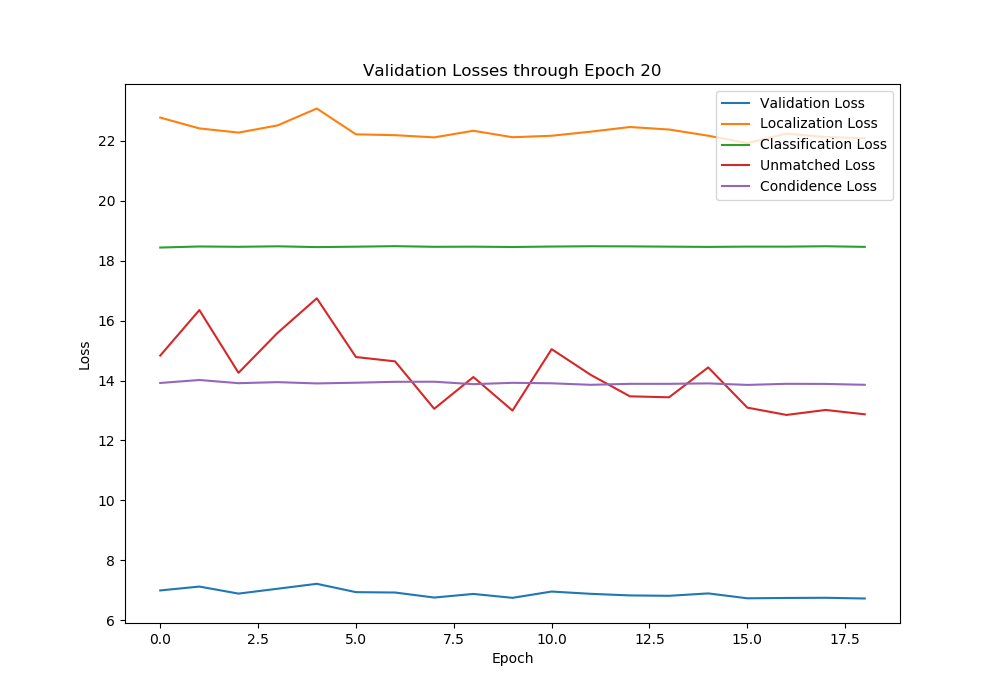 Validation Losses through Epoch 20
Validation Loss
Localization Loss
Classification Loss
Unmatched Loss
Condidence Loss
Loss
22
20
18
16
14
12
10
8
6
0.0 2.5 5.0 7.5 10.0 12.5 15.0 17.5
Epoch